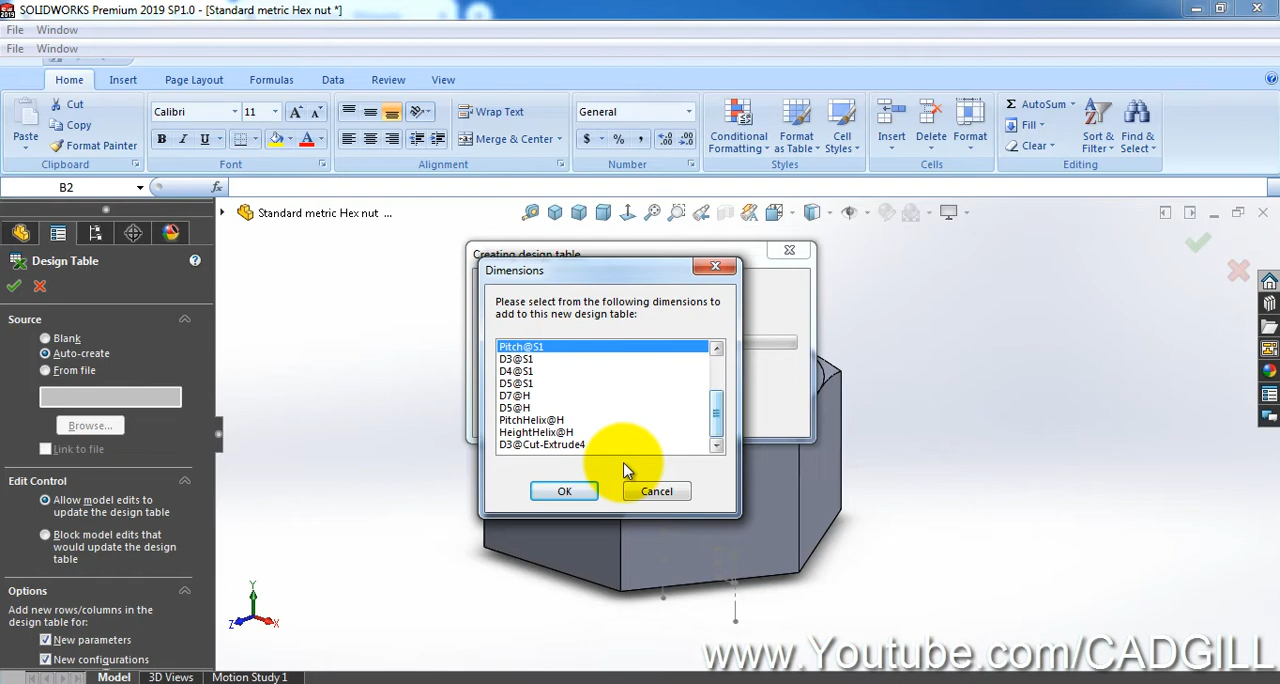 2019 SOLIDWORKS Premium 2019 SP1.0 - [Standard metric Hex nut *]
File Window
File Window
Home Insert Page Layout Formulas Data Review View
Cut
Copy
Format Painter
Paste
Clipboard
Calibri 11
B I U
Font
Wrap Text
Merge & Center
Alignment
General
$ % ,
Number
Conditional Formatting
Format as Table
Cell Styles
Styles
Insert Delete Format
Cells
AutoSum
Fill
Clear
Sort & Filter
Find & Select
Editing
B2 fx
Standard metric Hex nut ...
Design Table
Source
Blank
Auto-create
From file
Browse...
Link to file
Edit Control
Allow model edits to
update the design table
Block model edits that
would update the design
table
Options
Add new rows/columns in the
design table for:
New parameters
New configurations
Creating design table
Dimensions
Please select from the following dimensions to
add to this new design table:
Pitch@S1
D3@S1
D4@S1
D5@S1
D7@H
D5@H
PitchHelix@H
HeightHelix@H
D3@Cut-Extrude4
OK Cancel
Y
Z X
Model 3D Views Motion Study 1
www.Youtube.com/CADGILL